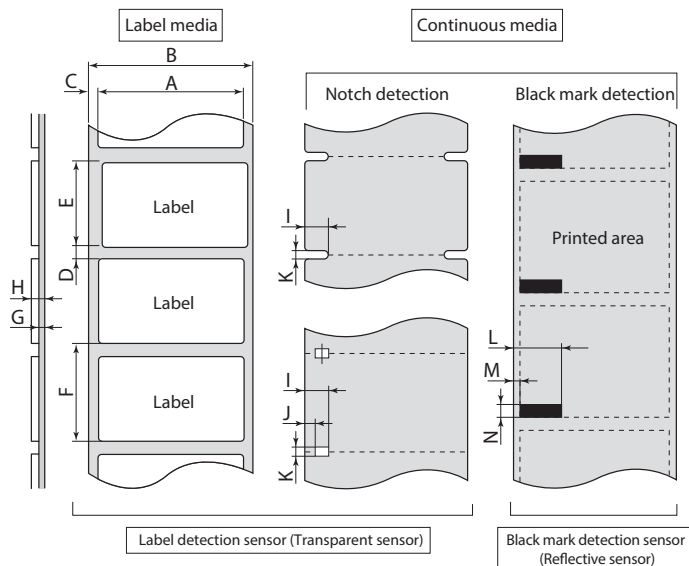 Label media
Continuous media
B
C
A
Notch detection
Black mark detection
E
Label
I
Printed area
D
K
H
Label
G
L
I
M
F
Label
J
N
K
Label detection sensor (Transparent sensor)
Black mark detection sensor
(Reflective sensor)